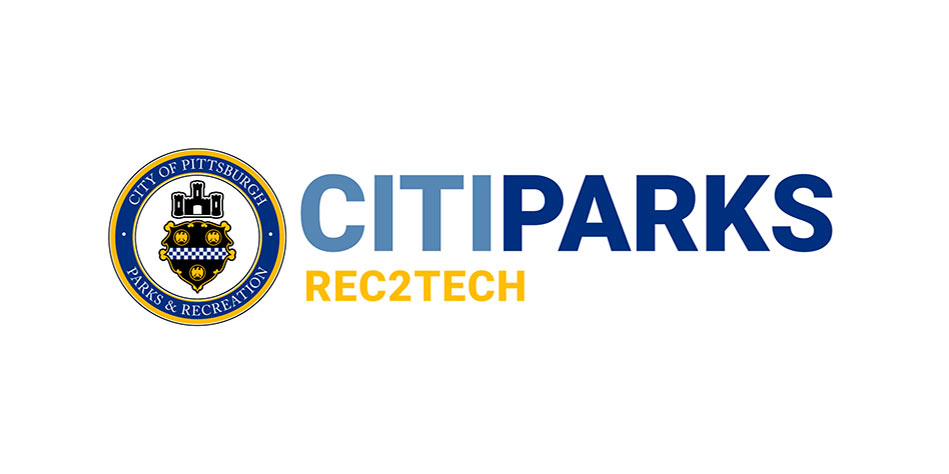 CITY OF PITTSBURGH
PARKS & RECREATION
CITIPARKS
REC2TECH